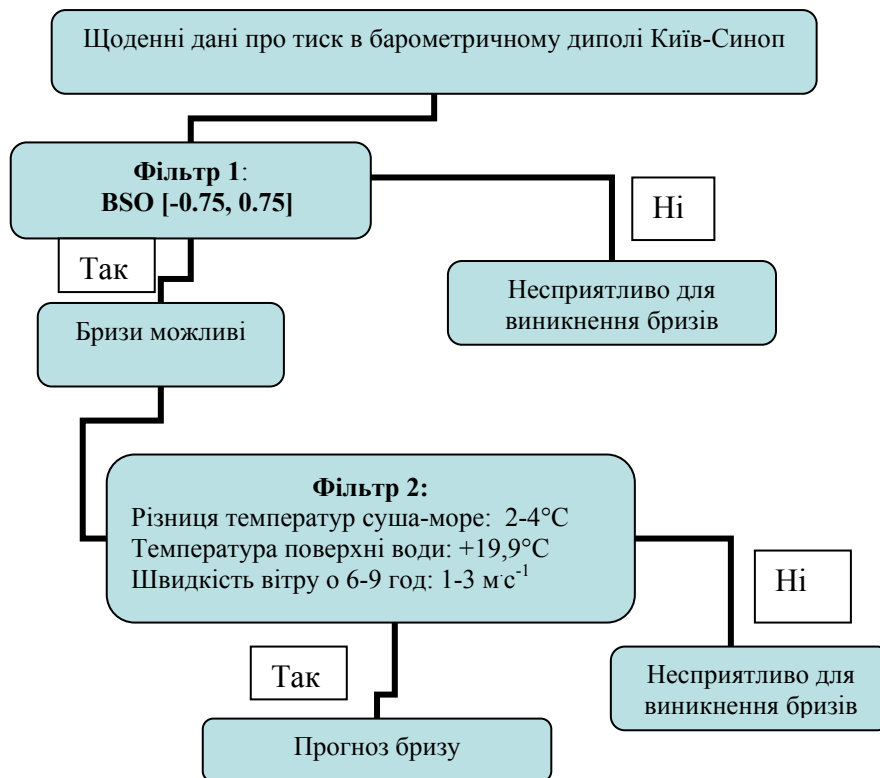 Щоденні дані про тиск в барометричному диполі Київ-Синоп
Фільтр 1:
BSO [-0.75, 0.75]
Ні
Так
Несприятливо для
виникнення бризів
Бризи можливі
Фільтр 2:
Різниця температур суша-море: 2-4°C
Температура поверхні води: +19,9°C
Швидкість вітру о 6-9 год: 1-3 м·с⁻¹
Ні
Так
Несприятливо для
виникнення бризів
Прогноз бризу